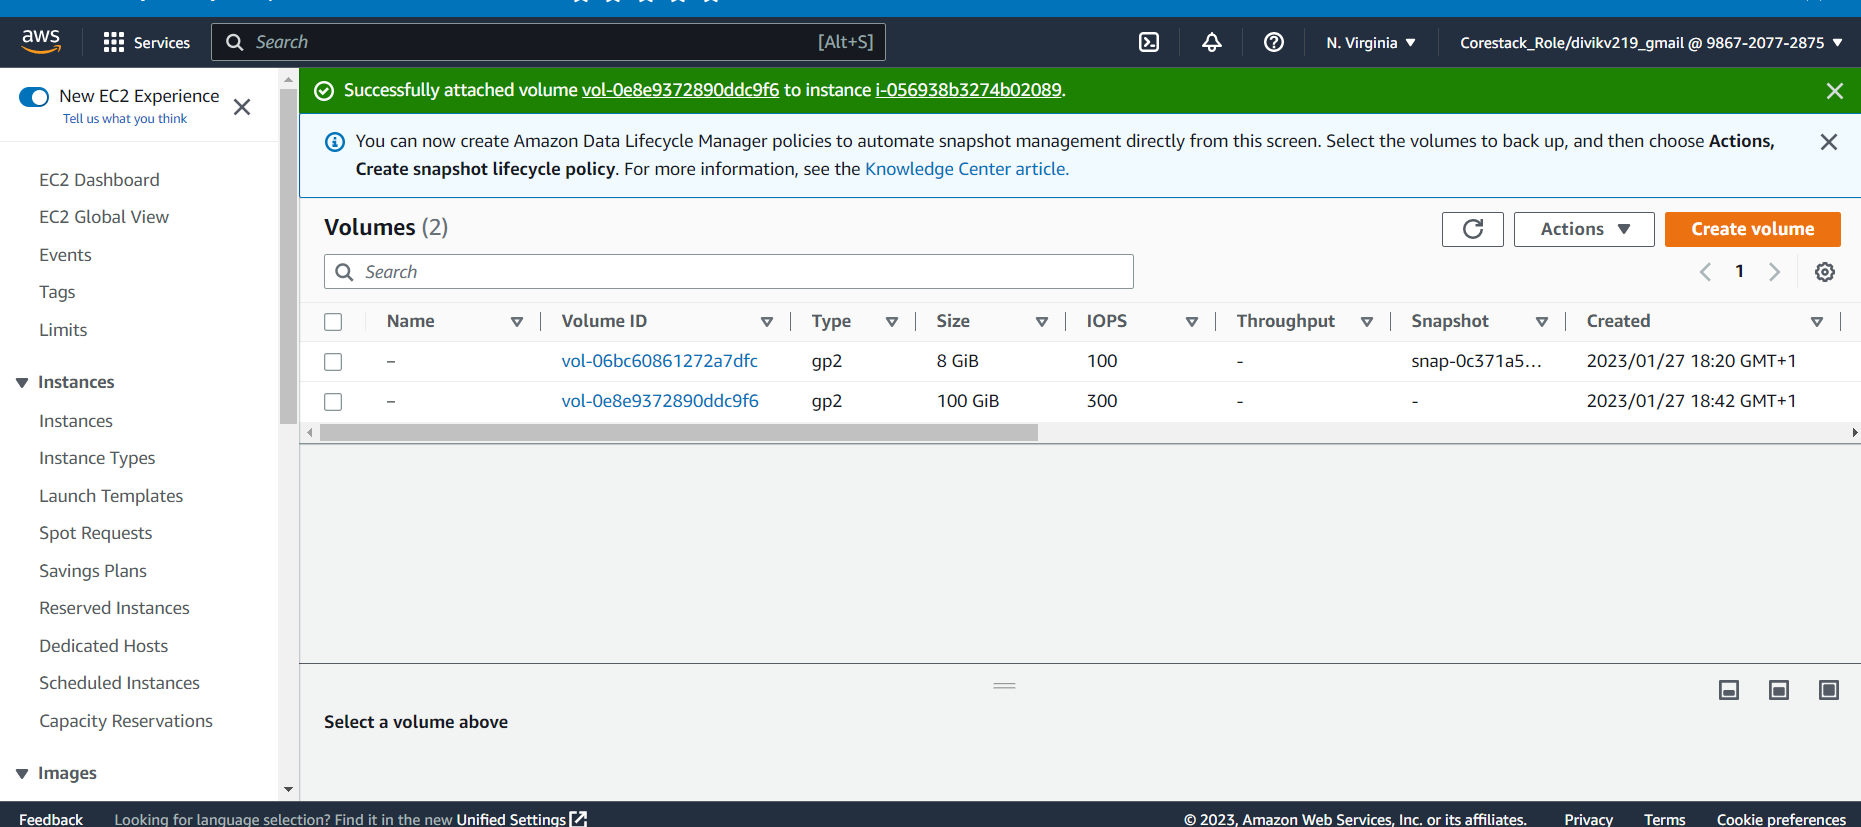 aws
Services
Search
[Alt+S]
N. Virginia
Corestack_Role/divikv219_gmail @ 9867-2077-2875
New EC2 Experience
Tell us what you think
EC2 Dashboard
EC2 Global View
Events
Tags
Limits
Instances
Instances
Instance Types
Launch Templates
Spot Requests
Savings Plans
Reserved Instances
Dedicated Hosts
Scheduled Instances
Capacity Reservations
Images
Successfully attached volume vol-0e8e9372890ddc9f6 to instance i-056938b3274b02089.
You can now create Amazon Data Lifecycle Manager policies to automate snapshot management directly from this screen. Select the volumes to back up, and then choose Actions,
Create snapshot lifecycle policy. For more information, see the Knowledge Center article.
Volumes (2)
Actions
Create volume
Search
1
Name Volume ID Type Size IOPS Throughput Snapshot Created
– vol-06bc60861272a7dfc gp2 8 GiB 100 - snap-0c371a5... 2023/01/27 18:20 GMT+1
– vol-0e8e9372890ddc9f6 gp2 100 GiB 300 - - 2023/01/27 18:42 GMT+1
Select a volume above
Feedback
Looking for language selection? Find it in the new Unified Settings
© 2023, Amazon Web Services, Inc. or its affiliates.
Privacy
Terms
Cookie preferences